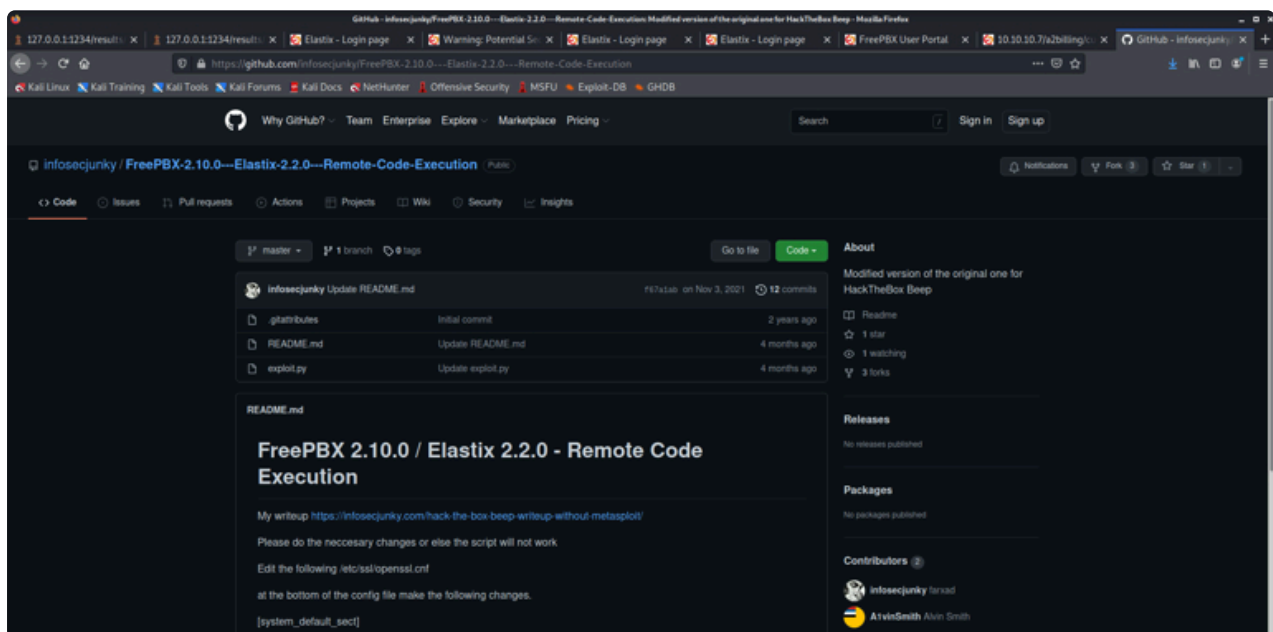 GitHub - infosecjunky/FreePBX-2.10.0---Elastix-2.2.0---Remote-Code-Execution: Modified version of the original one for HackTheBox Beep - Mozilla Firefox
127.0.0.1:1234/results × 127.0.0.1:1234/results × Elastix - Login page × Warning: Potential Se × Elastix - Login page × Elastix - Login page × FreePBX User Portal × 10.10.10.7/a2billing/cu × GitHub - infosecjunky × +
https://github.com/infosecjunky/FreePBX-2.10.0---Elastix-2.2.0---Remote-Code-Execution
Kali Linux Kali Training Kali Tools Kali Forums Kali Docs NetHunter Offensive Security MSFU Exploit-DB GHDB
Why GitHub? Team Enterprise Explore Marketplace Pricing Search / Sign in Sign up
infosecjunky / FreePBX-2.10.0---Elastix-2.2.0---Remote-Code-Execution Public Notifications Fork 3 Star 1
<> Code Issues Pull requests Actions Projects Wiki Security Insights
master 1 branch 0 tags Go to file Code
infosecjunky Update README.md on Nov 3, 2021 12 commits
.gitattributes Initial commit 2 years ago
README.md Update README.md 4 months ago
exploit.py Update exploit.py 4 months ago
README.md
FreePBX 2.10.0 / Elastix 2.2.0 - Remote Code
Execution
My writeup https://infosecjunky.com/hack-the-box-beep-writeup-without-metasploit/
Please do the neccesary changes or else the script will not work
Edit the following /etc/ssl/openssl.cnf
at the bottom of the config file make the following changes.
[system_default_sect]
About
Modified version of the original one for
HackTheBox Beep
Readme
1 star
1 watching
3 forks
Releases
No releases published
Packages
No packages published
Contributors 2
infosecjunky farxad
A1vinSmith Alvin Smith